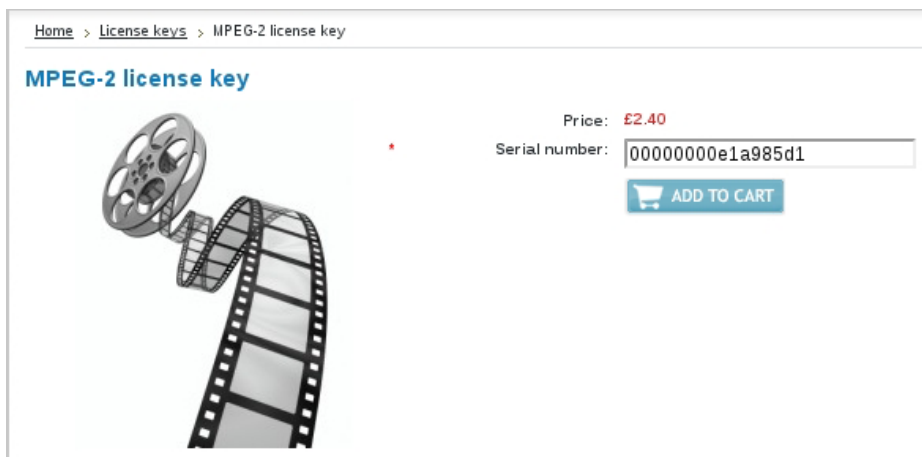 Home > License keys > MPEG-2 license key
MPEG-2 license key
Price: £2.40
* Serial number: 00000000e1a985d1
ADD TO CART